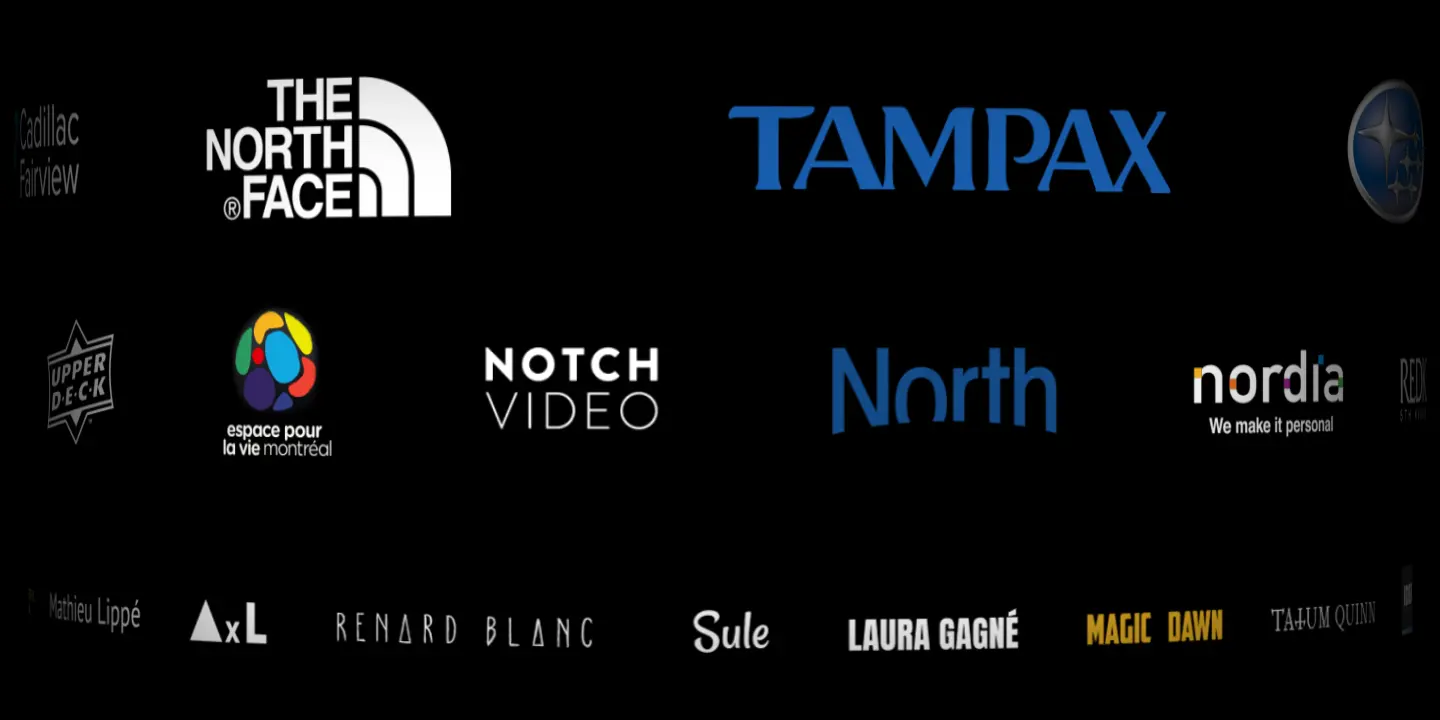 Cadillac
Fairview
THE
NORTH
®FACE
TAMPAX
UPPER
D·E·C·K
espace pour
la vie montréal
NOTCH
VIDEO
North
nordia
We make it personal
Mathieu Lippé
AxL
RENARD BLANC
Sule
LAURA GAGNÉ
MAGIC DAWN
TATUM QUINN